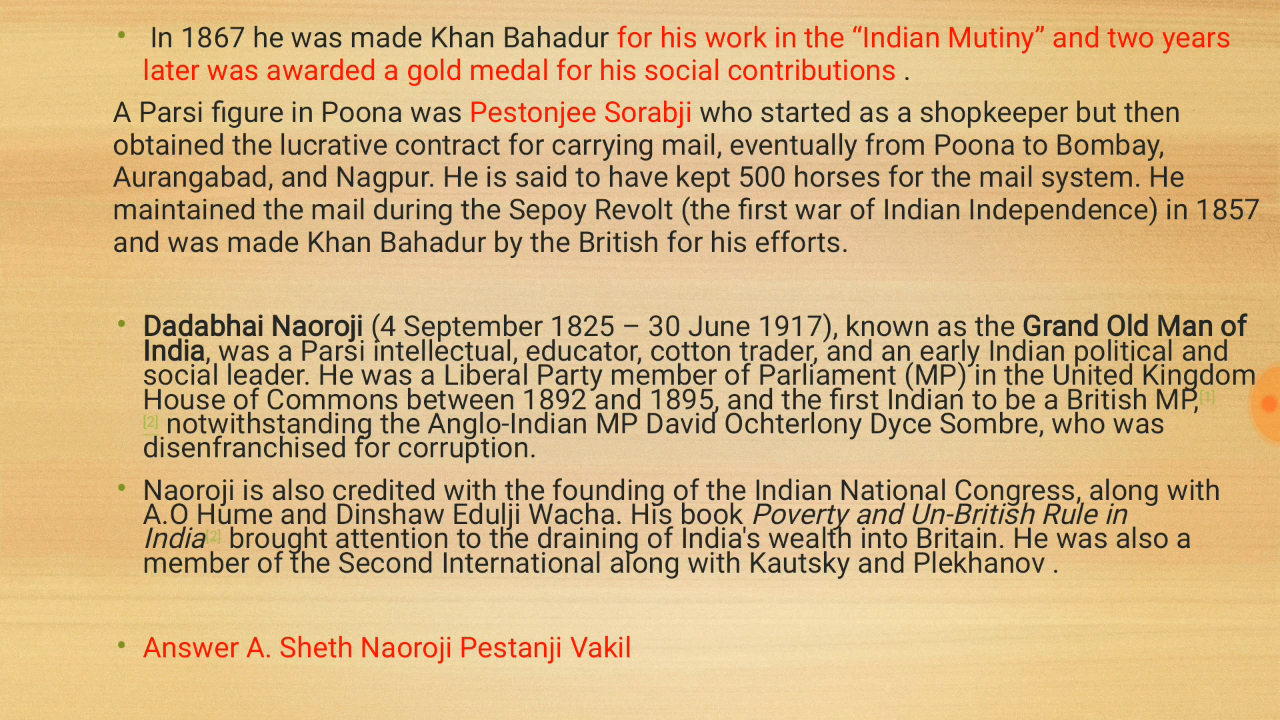 • In 1867 he was made Khan Bahadur for his work in the “Indian Mutiny” and two years
later was awarded a gold medal for his social contributions .
A Parsi figure in Poona was Pestonjee Sorabji who started as a shopkeeper but then
obtained the lucrative contract for carrying mail, eventually from Poona to Bombay,
Aurangabad, and Nagpur. He is said to have kept 500 horses for the mail system. He
maintained the mail during the Sepoy Revolt (the first war of Indian Independence) in 1857
and was made Khan Bahadur by the British for his efforts.
• Dadabhai Naoroji (4 September 1825 – 30 June 1917), known as the Grand Old Man of
India, was a Parsi intellectual, educator, cotton trader, and an early Indian political and
social leader. He was a Liberal Party member of Parliament (MP) in the United Kingdom
House of Commons between 1892 and 1895, and the first Indian to be a British MP,[1]
[2] notwithstanding the Anglo-Indian MP David Ochterlony Dyce Sombre, who was
disenfranchised for corruption.
• Naoroji is also credited with the founding of the Indian National Congress, along with
A.O Hume and Dinshaw Edulji Wacha. His book Poverty and Un-British Rule in
India[2] brought attention to the draining of India's wealth into Britain. He was also a
member of the Second International along with Kautsky and Plekhanov .
• Answer A. Sheth Naoroji Pestanji Vakil